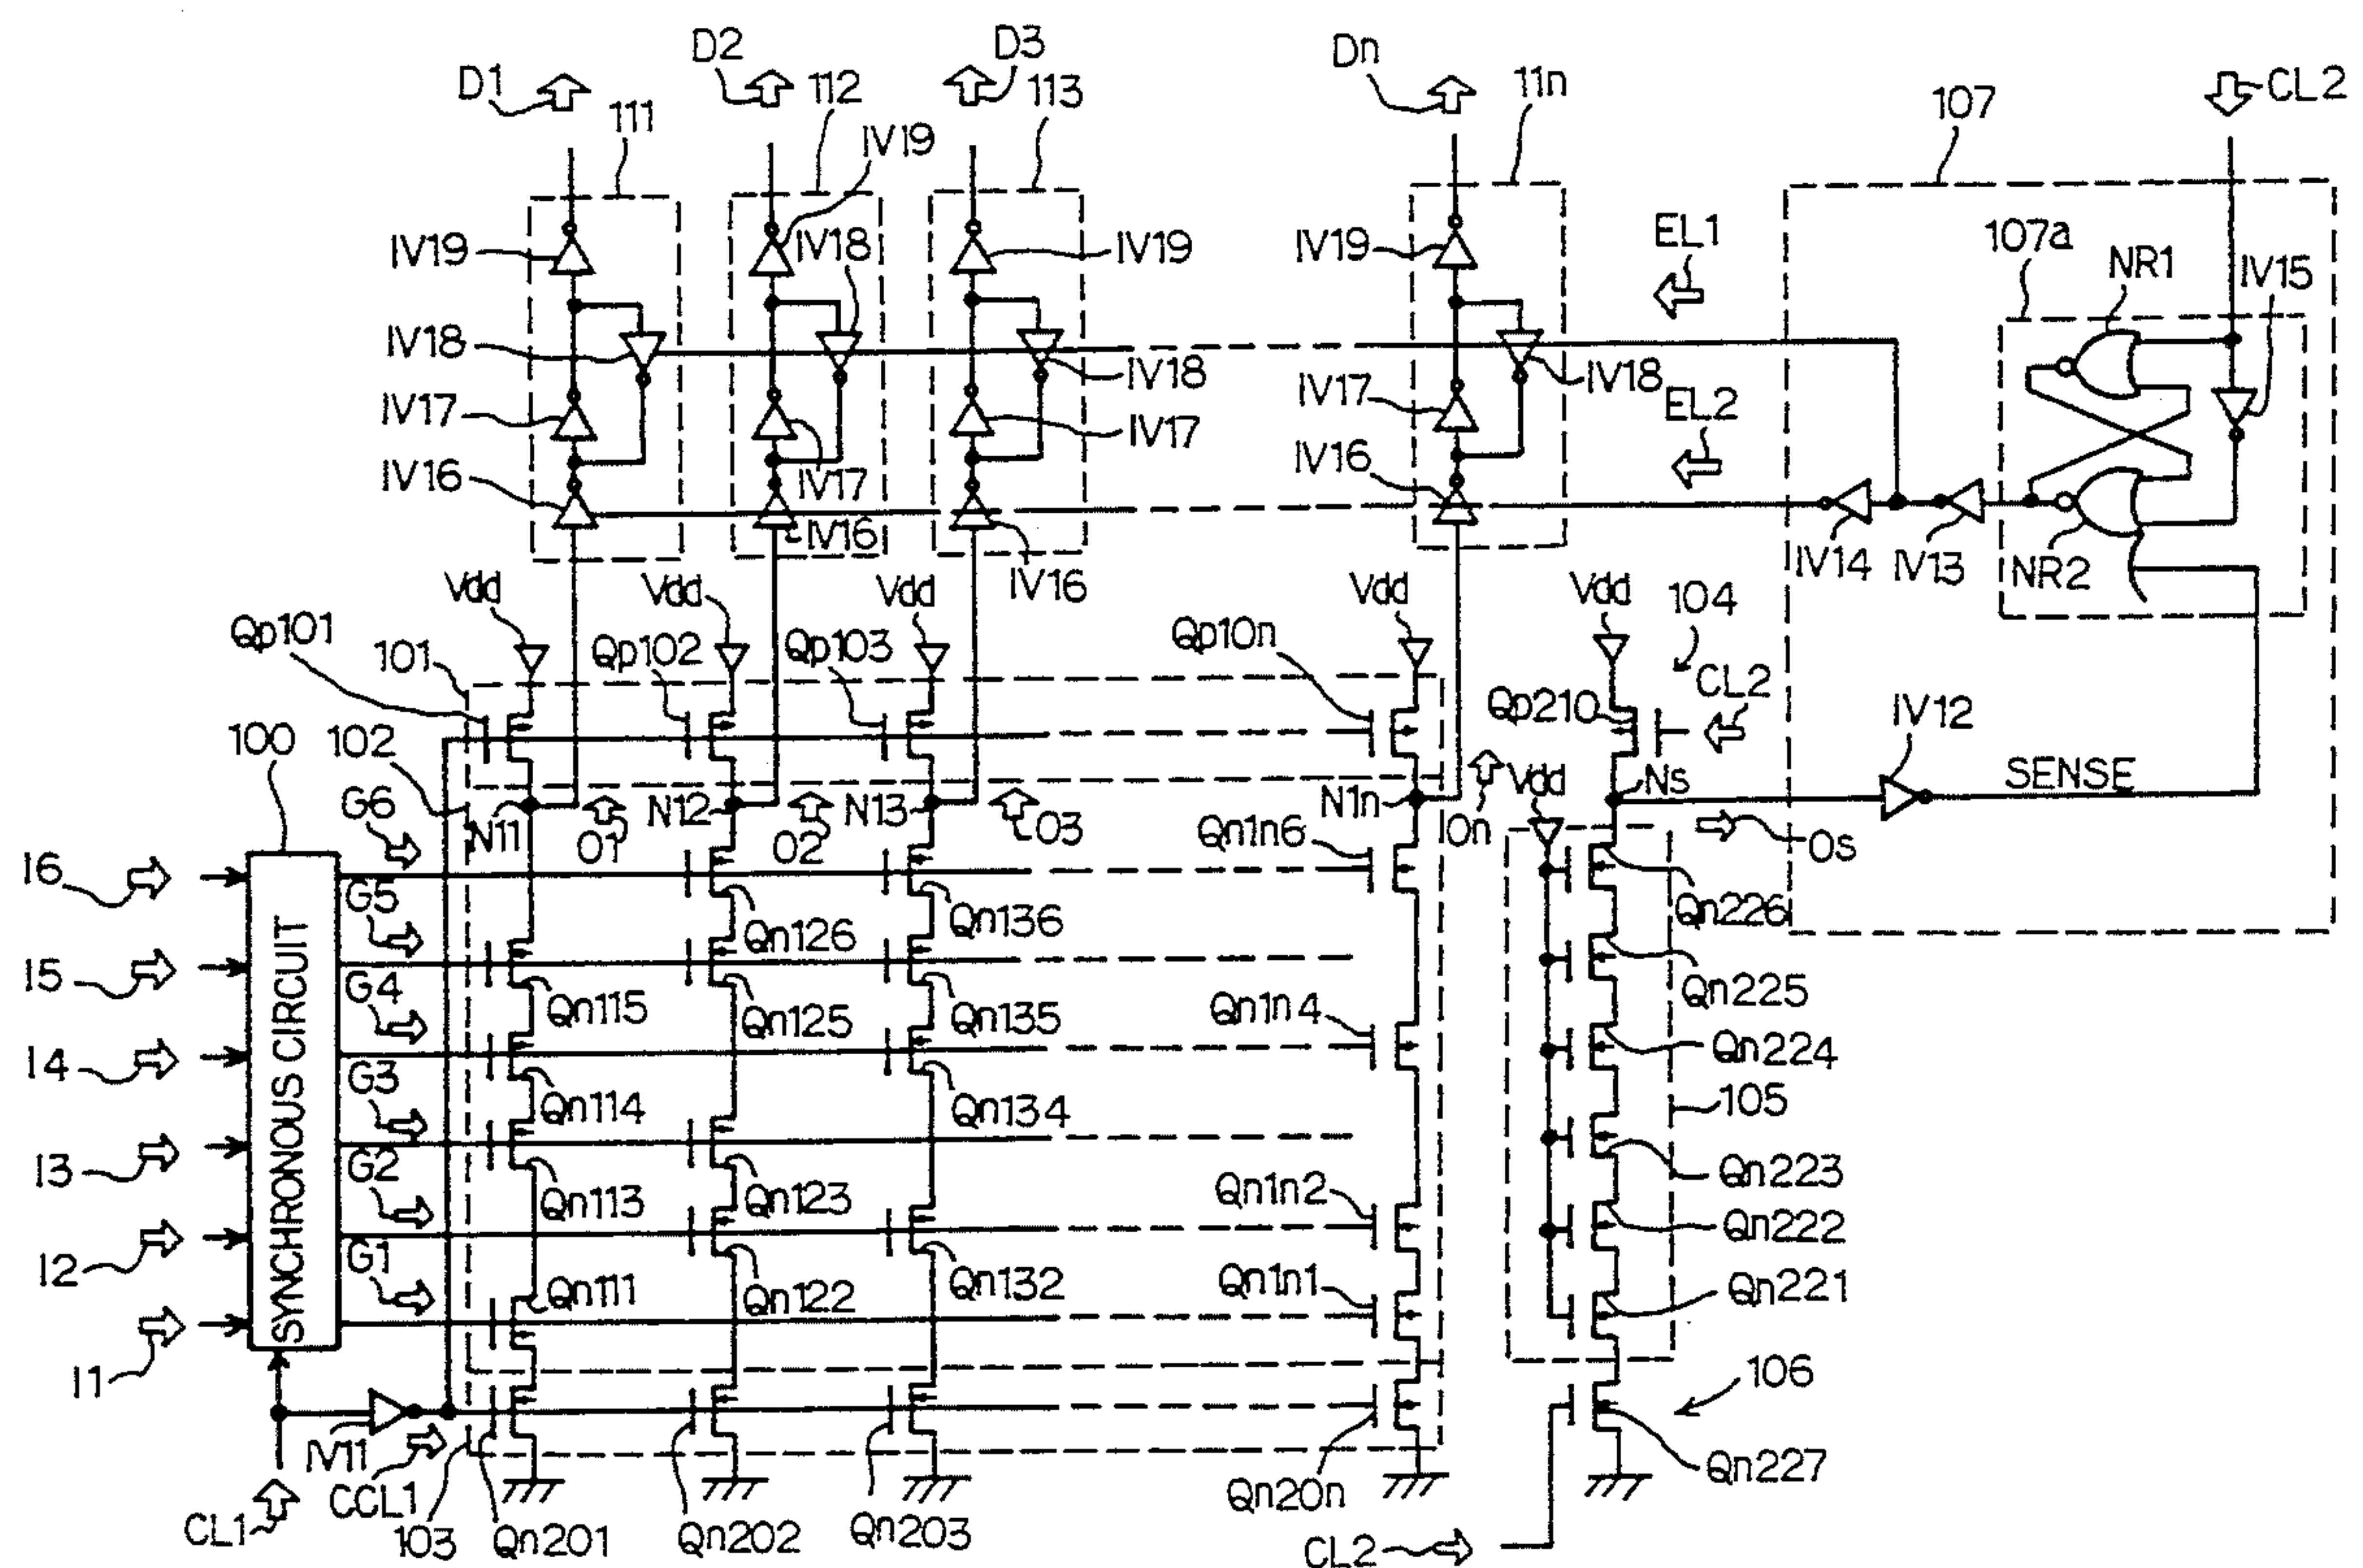 D1
D2
D3
Dn
CL2
111
112
113
11n
107
IV19
IV19
IV19
IV19
EL1
107a
NR1
IV15
IV18
IV18
IV18
IV18
IV17
IV17
IV17
IV17
EL2
IV16
IV16
IV16
IV16
IV14
IV13
NR2
Vdd
Vdd
Vdd
Vdd
Vdd
104
Qp101
101
Qp102
Qp103
Qp10n
CL2
Qp210
IV12
100
102
Vdd
Ns
SENSE
G6
N11
O1
N12
O2
N13
O3
N1n
On
Os
Qn1n6
I6
G5
Qn126
Qn136
Qn226
I5
G4
Qn115
Qn125
Qn135
Qn1n4
Qn225
I4
SYNCHRONOUS CIRCUIT
G3
Qn114
Qn134
Qn224
105
I3
G2
Qn113
Qn123
Qn1n2
Qn223
I2
G1
Qn111
Qn122
Qn132
Qn1n1
Qn222
Qn221
I1
106
IV11
CCL1
CL1
103
Qn201
Qn202
Qn203
Qn20n
Qn227
CL2